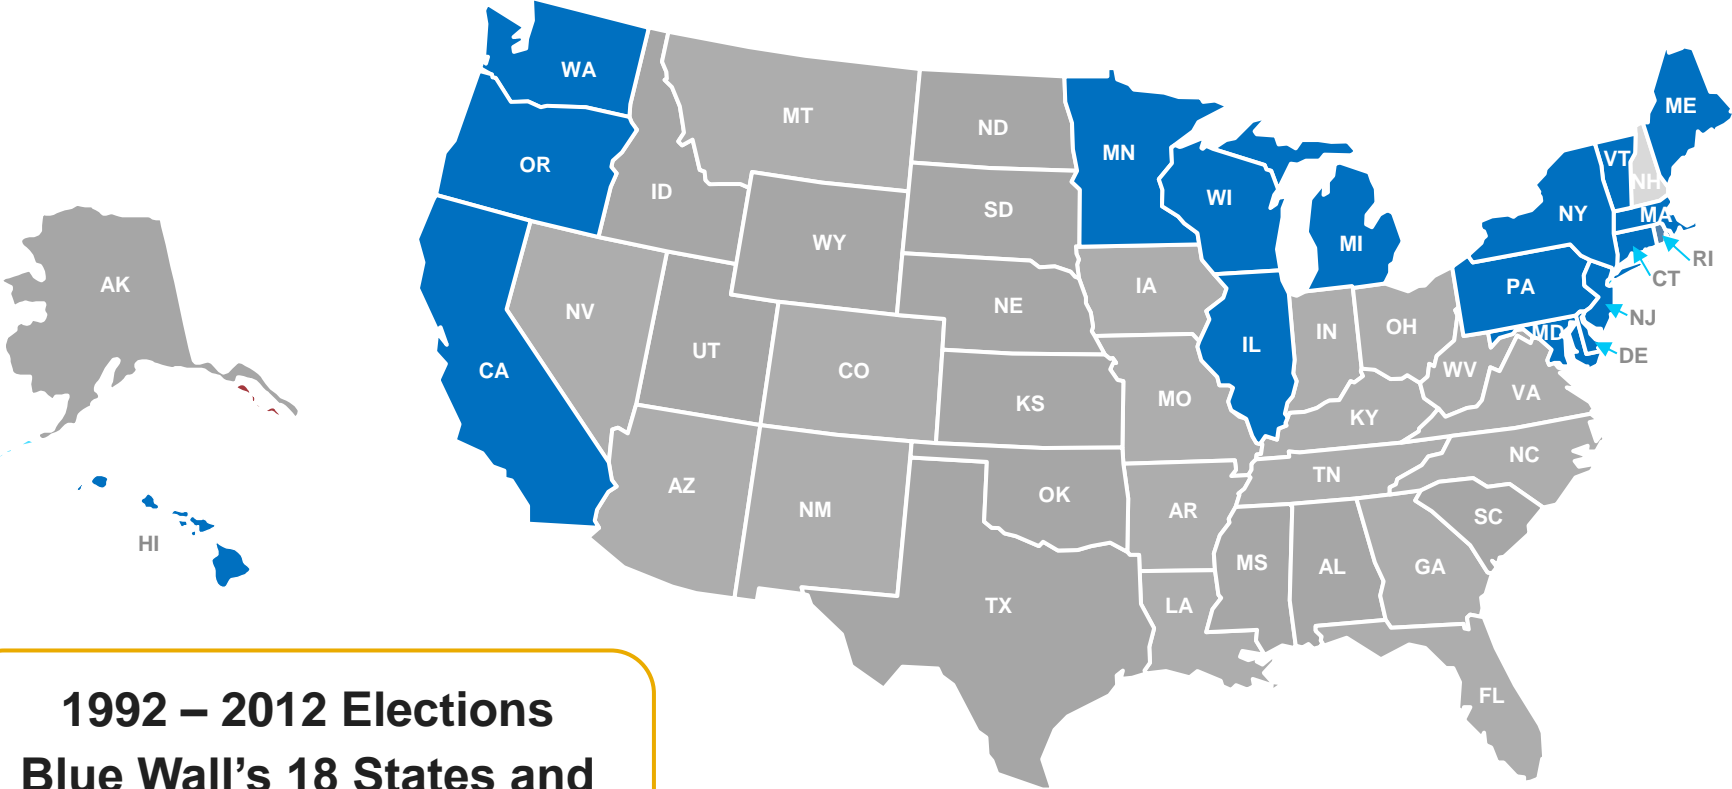 WA
ME
MT
ND
MN
VT
OR
NH
ID
WI
SD
NY
MA
WY
MI
RI
CT
AK
IA
PA
NE
NV
NJ
IN
OH
MD
UT
IL
DE
CO
CA
WV
VA
MO
KS
KY
NC
TN
AZ
OK
NM
AR
SC
HI
MS
AL
GA
TX
LA
FL
1992 – 2012 Elections
Blue Wall's 18 States and